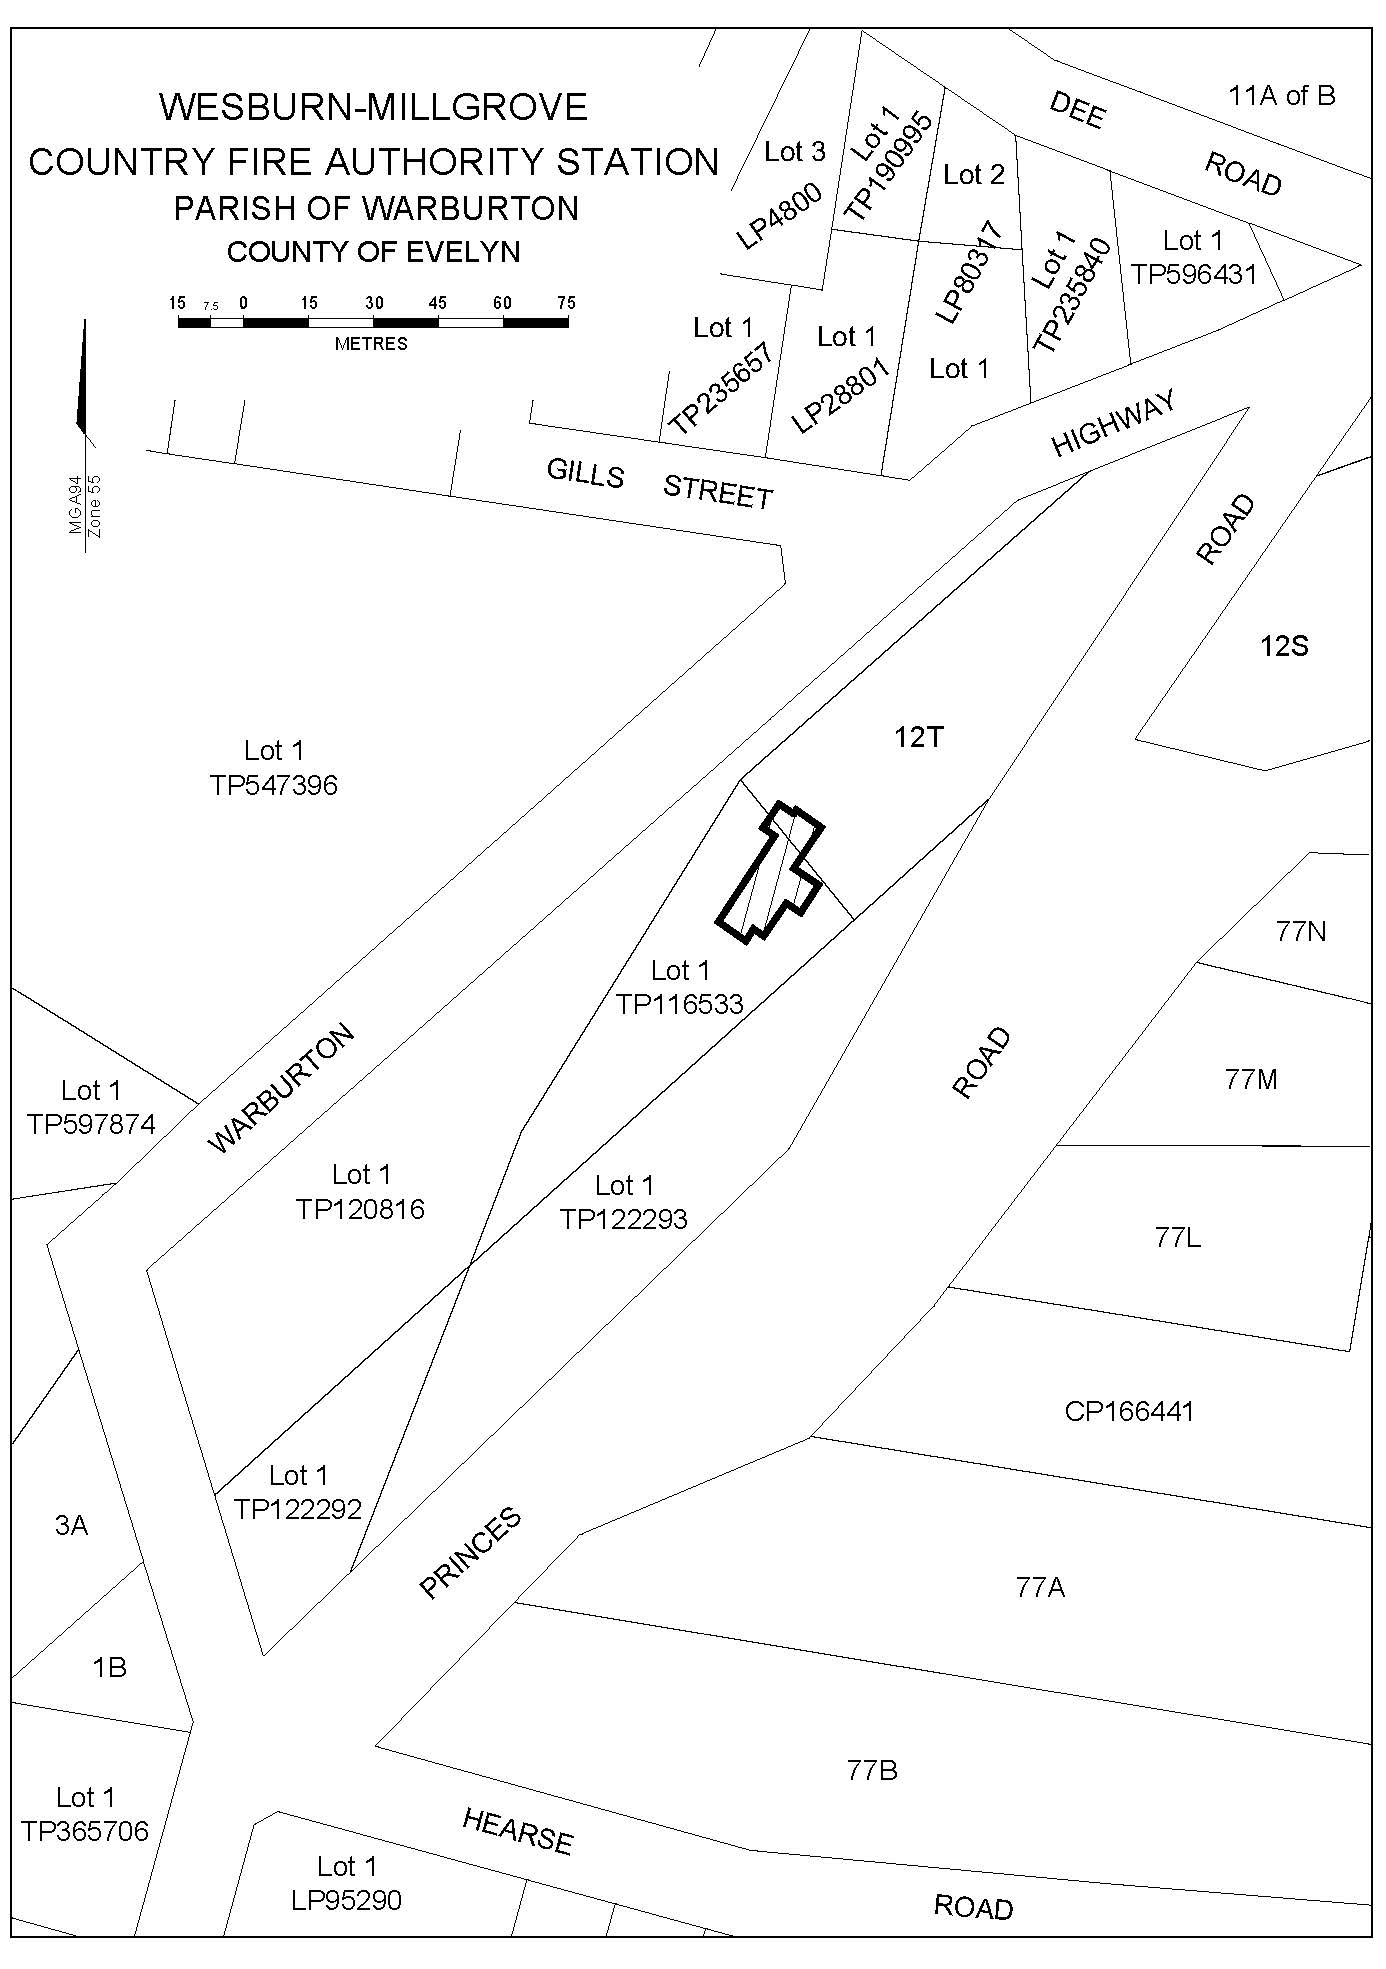 WESBURN-MILLGROVE
COUNTRY FIRE AUTHORITY STATION
PARISH OF WARBURTON
COUNTY OF EVELYN
15 7.5 0 15 30 45 60 75
METRES
MGA94
Zone 55
11A of B
DEE
ROAD
Lot 3
LP4800
Lot 1
TP190995
Lot 2
LP80317
Lot 1
Lot 1
TP235840
Lot 1
TP596431
Lot 1
TP235657
Lot 1
LP28801
HIGHWAY
GILLS STREET
ROAD
12S
12T
Lot 1
TP547396
77N
Lot 1
TP116533
ROAD
77M
WARBURTON
Lot 1
TP597874
Lot 1
TP120816
Lot 1
TP122293
77L
CP166441
Lot 1
TP122292
3A
PRINCES
77A
1B
77B
Lot 1
TP365706
HEARSE
ROAD
Lot 1
LP95290